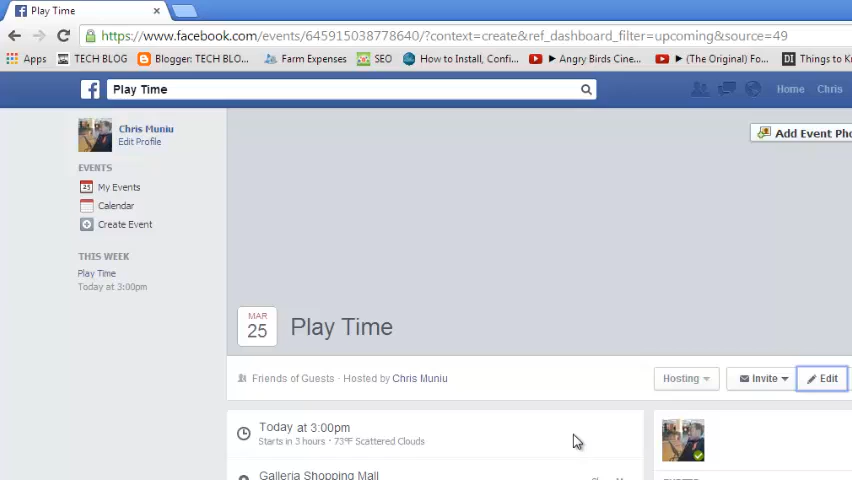 Play Time
https://www.facebook.com/events/645915038778640/?context=create&ref_dashboard_filter=upcoming&source=49
Apps TECH BLOG Blogger: TECH BLO... Farm Expenses SEO How to Install, Confi... Angry Birds Cine... (The Original) Fo... Things to Kn
Play Time Home Chris
Chris Muniu
Edit Profile
Add Event Pho
EVENTS
25 My Events
Calendar
Create Event
THIS WEEK
Play Time
Today at 3:00pm
MAR
25 Play Time
Friends of Guests · Hosted by Chris Muniu Hosting Invite Edit
Today at 3:00pm
Starts in 3 hours · 73°F Scattered Clouds
Galleria Shopping Mall